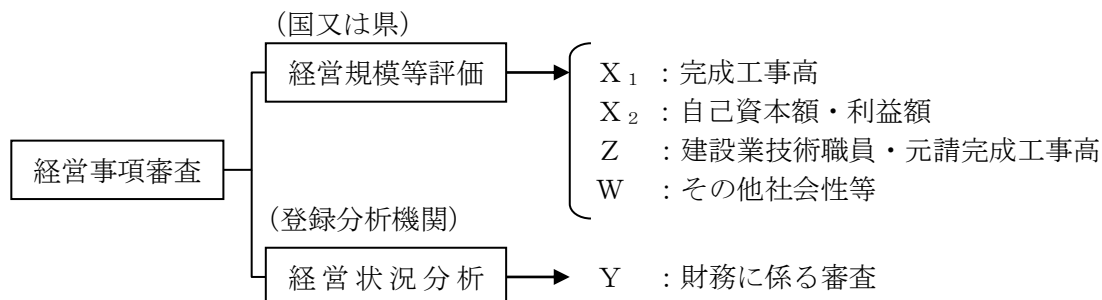 (国又は県)
経営規模等評価
X₁ :完成工事高
X₂ :自己資本額・利益額
Z :建設業技術職員・元請完成工事高
W :その他社会性等
経営事項審査
(登録分析機関)
経営状況分析
Y :財務に係る審査